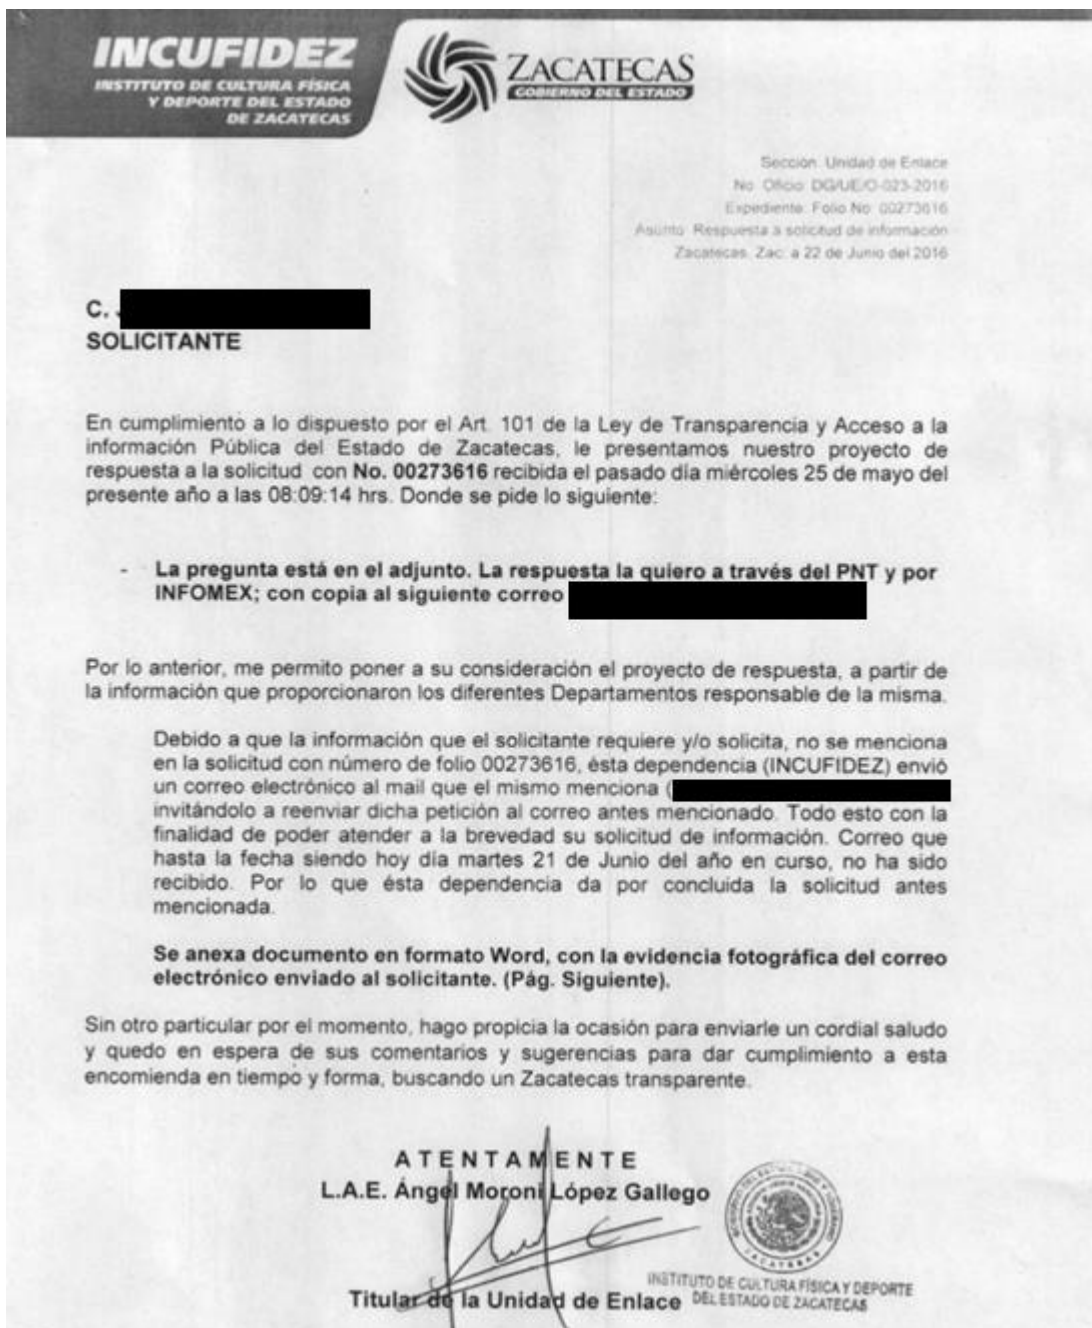 INCUFIDEZ
INSTITUTO DE CULTURA FÍSICA
Y DEPORTE DEL ESTADO
DE ZACATECAS
ZACATECAS
GOBIERNO DEL ESTADO
Sección: Unidad de Enlace
No. Oficio: DG/UE/O-023-2016
Expediente: Folio No. 00273616
Asunto: Respuesta a solicitud de información
Zacatecas, Zac; a 22 de Junio del 2016
C.
SOLICITANTE
En cumplimiento a lo dispuesto por el Art. 101 de la Ley de Transparencia y Acceso a la
información Pública del Estado de Zacatecas, le presentamos nuestro proyecto de
respuesta a la solicitud con No. 00273616 recibida el pasado día miércoles 25 de mayo del
presente año a las 08:09:14 hrs. Donde se pide lo siguiente:
- La pregunta está en el adjunto. La respuesta la quiero a través del PNT y por
INFOMEX; con copia al siguiente correo
Por lo anterior, me permito poner a su consideración el proyecto de respuesta, a partir de
la información que proporcionaron los diferentes Departamentos responsable de la misma.
Debido a que la información que el solicitante requiere y/o solicita, no se menciona
en la solicitud con número de folio 00273616, ésta dependencia (INCUFIDEZ) envió
un correo electrónico al mail que el mismo menciona (
invitándolo a reenviar dicha petición al correo antes mencionado. Todo esto con la
finalidad de poder atender a la brevedad su solicitud de información. Correo que
hasta la fecha siendo hoy día martes 21 de Junio del año en curso, no ha sido
recibido. Por lo que ésta dependencia da por concluida la solicitud antes
mencionada.
Se anexa documento en formato Word, con la evidencia fotográfica del correo
electrónico enviado al solicitante. (Pág. Siguiente).
Sin otro particular por el momento, hago propicia la ocasión para enviarle un cordial saludo
y quedo en espera de sus comentarios y sugerencias para dar cumplimiento a esta
encomienda en tiempo y forma, buscando un Zacatecas transparente.
A T E N T A M E N T E
L.A.E. Ángel Moroni López Gallego
Titular de la Unidad de Enlace
ZACATECAS
INSTITUTO DE CULTURA FÍSICA Y DEPORTE
DEL ESTADO DE ZACATECAS